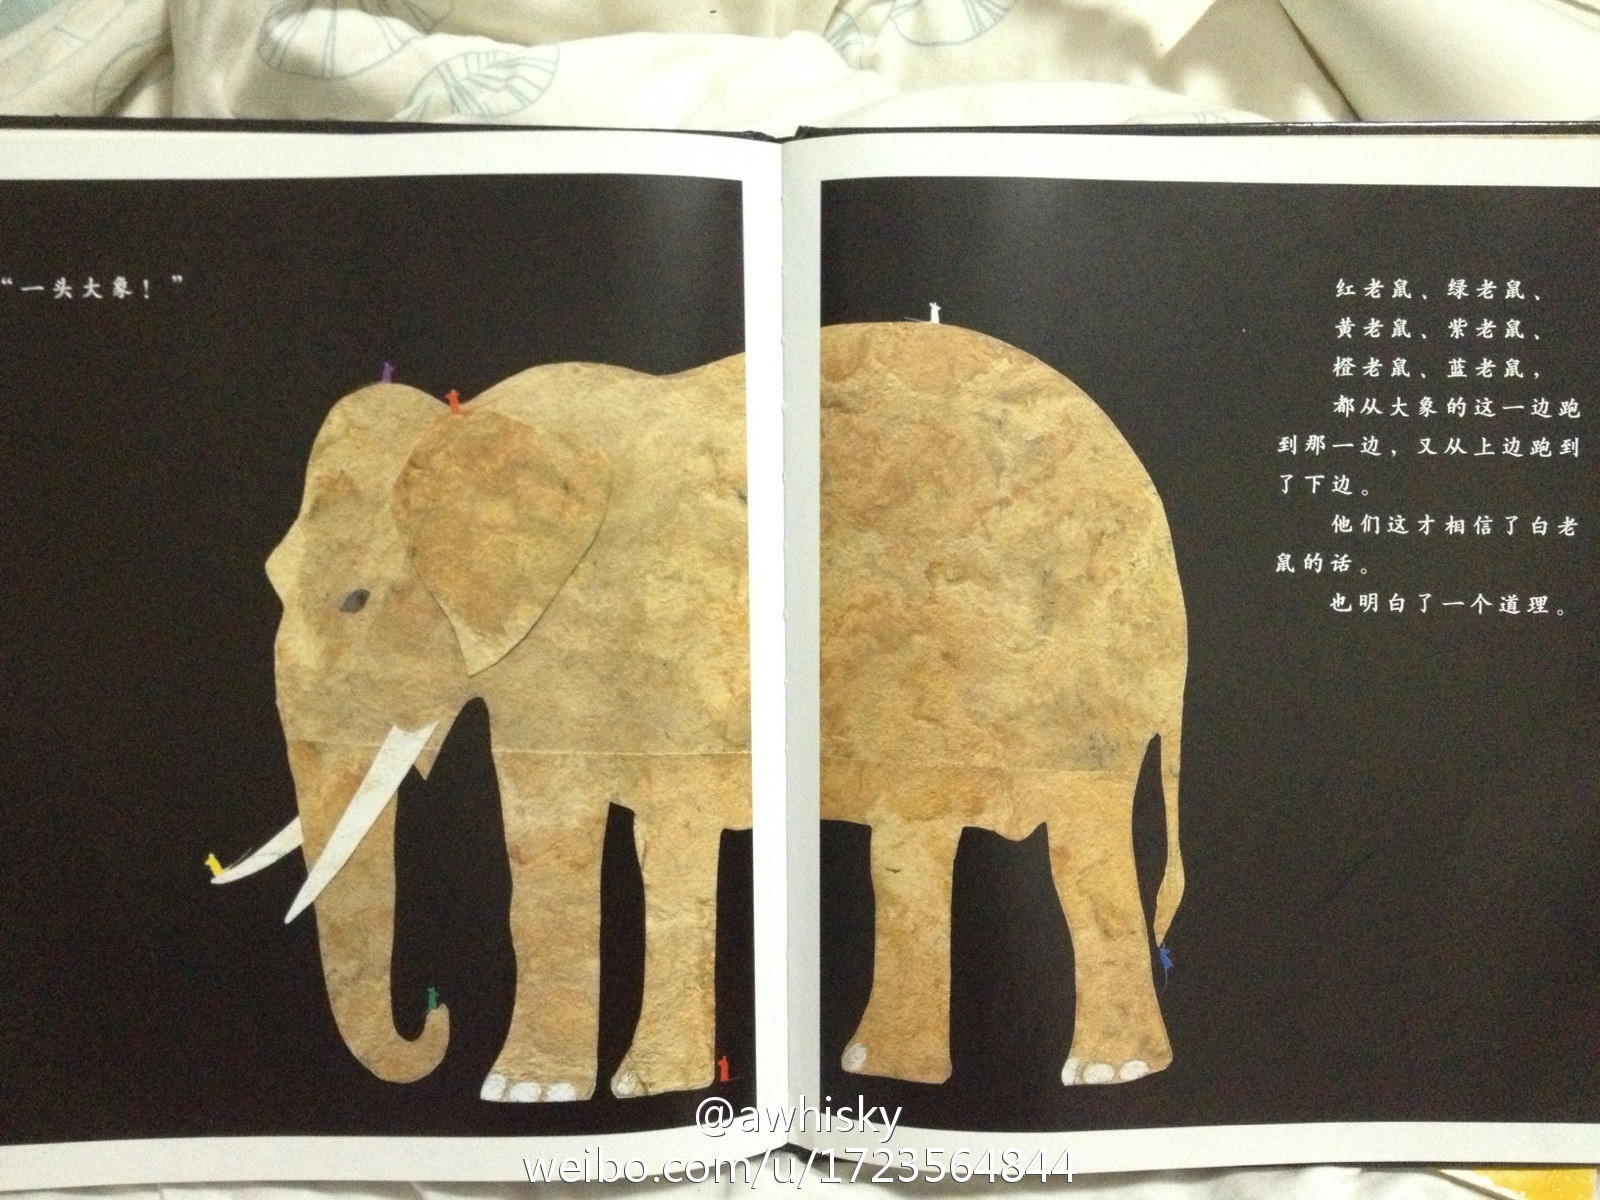 “一头大象！”
红老鼠、绿老鼠、
黄老鼠、紫老鼠、
橙老鼠、蓝老鼠，
都从大象的这一边跑
到那一边，又从上边跑到
了下边。
他们这才相信了白老
鼠的话。
也明白了一个道理。
@awhisky
weibo.com/u/1723564844